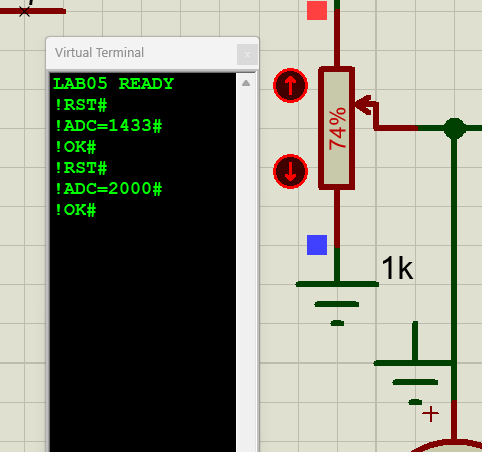 Virtual Terminal
x
LAB05 READY
!RST#
!ADC=1433#
!OK#
!RST#
!ADC=2000#
!OK#
74%
1k
+